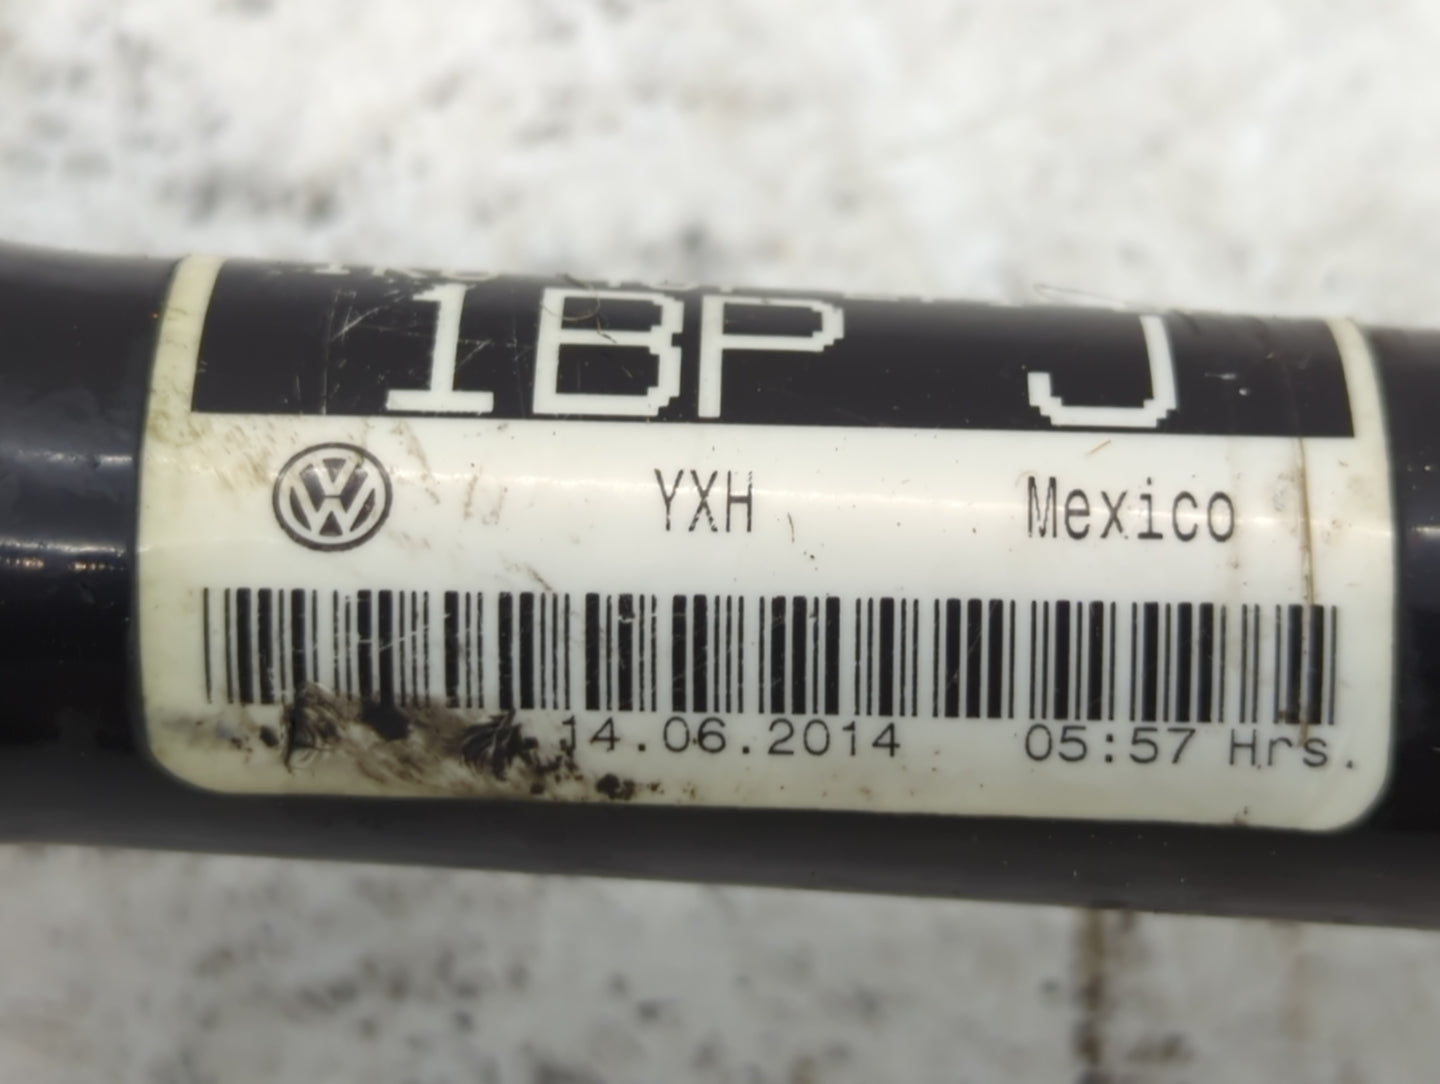 1BP J
YXH Mexico
14.06.2014 05:57 Hrs.